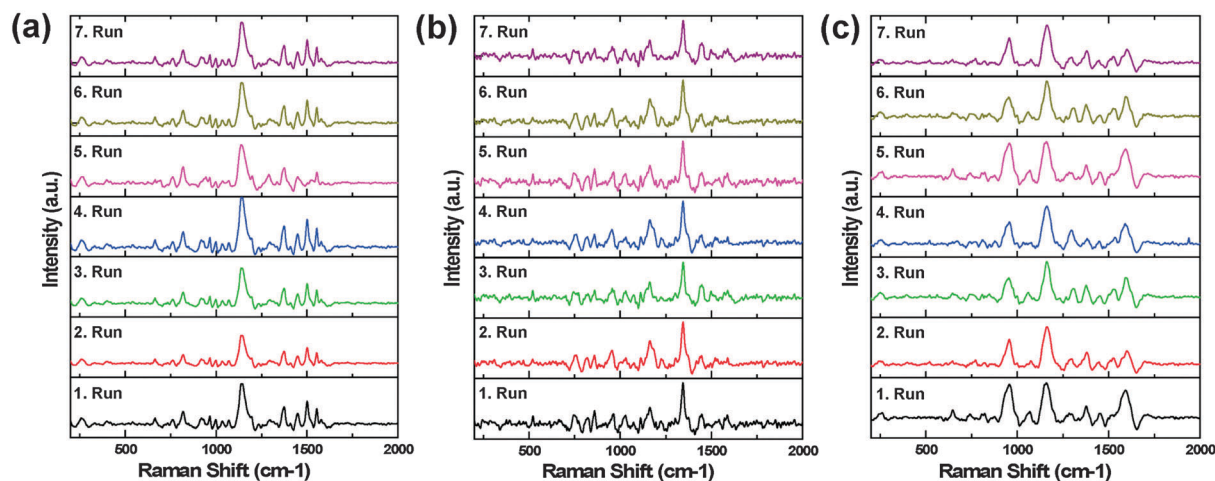 (a)
7. Run
6. Run
5. Run
4. Run
3. Run
2. Run
1. Run
Intensity (a.u.)
500 1000 1500 2000
Raman Shift (cm-1)
(b)
7. Run
6. Run
5. Run
4. Run
3. Run
2. Run
1. Run
Intensity (a.u.)
500 1000 1500 2000
Raman Shift (cm-1)
(c)
7. Run
6. Run
5. Run
4. Run
3. Run
2. Run
1. Run
Intensity (a.u.)
500 1000 1500 2000
Raman Shift (cm-1)